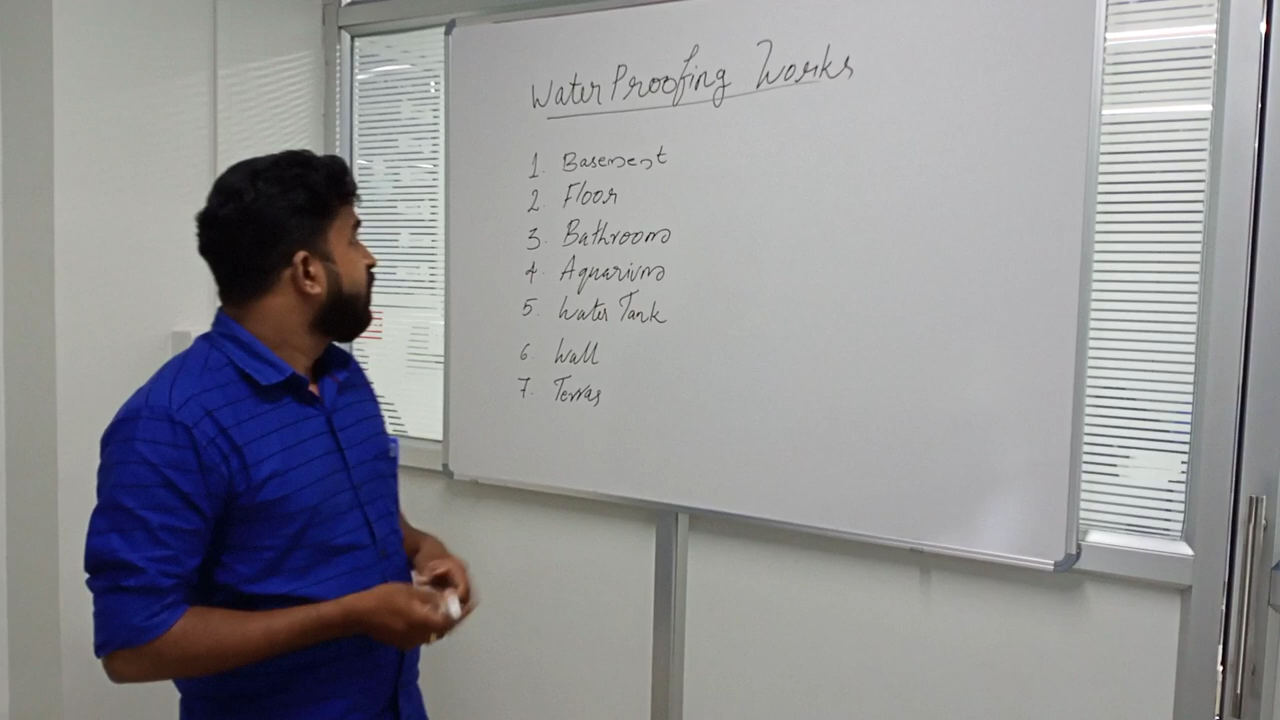 Water Proofing Works
1. Basement
2. Floor
3. Bathroom
4. Aquarium
5. Water Tank
6. Wall
7. Terras